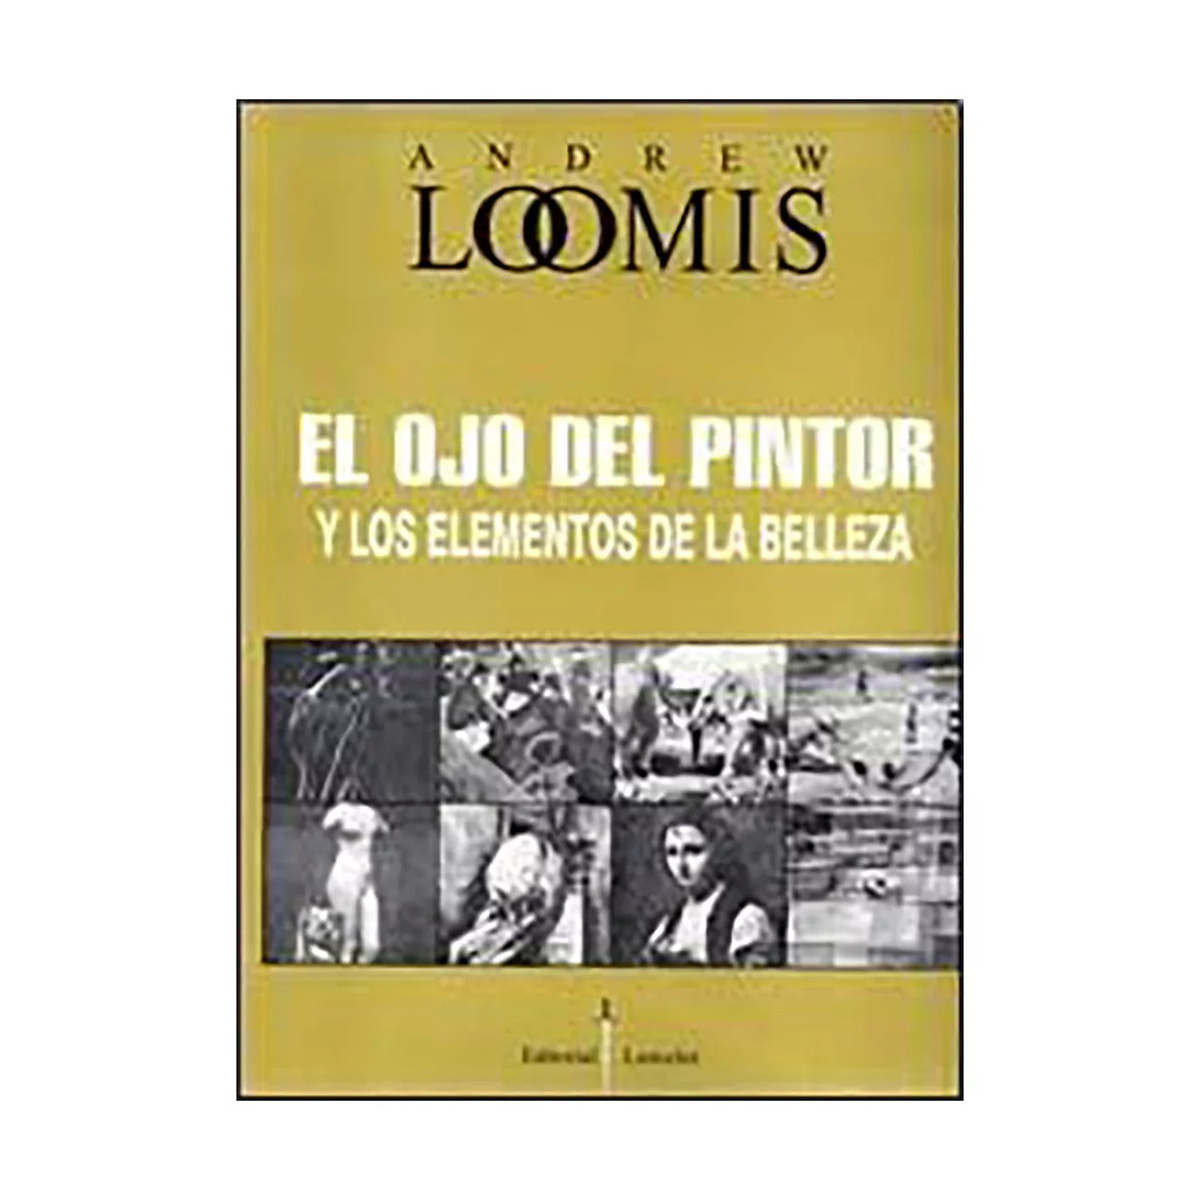 ANDREW
LOOMIS
EL OJO DEL PINTOR
Y LOS ELEMENTOS DE LA BELLEZA
Editorial Lancelot